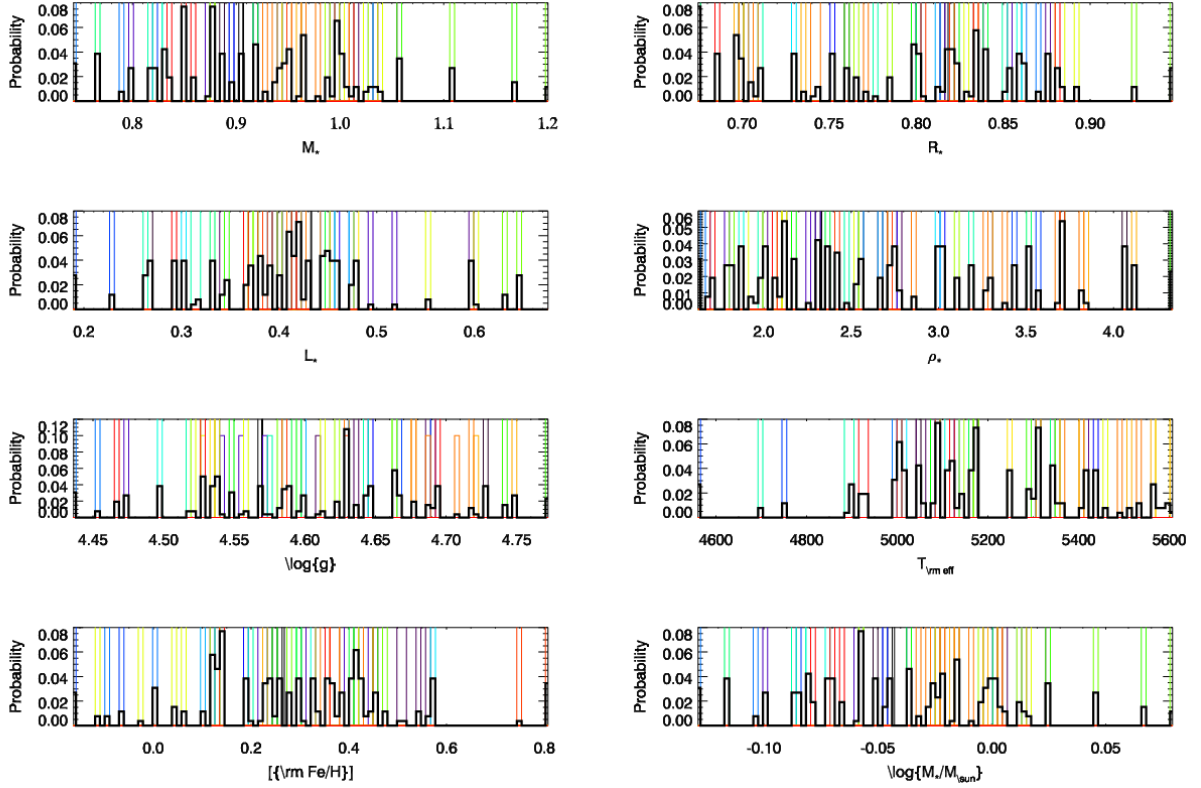 Probability
0.08
0.06
0.04
0.02
0.00
0.8 0.9 1.0 1.1 1.2
M*
Probability
0.08
0.06
0.04
0.02
0.00
0.70 0.75 0.80 0.85 0.90
R*
Probability
0.08
0.06
0.04
0.02
0.00
0.2 0.3 0.4 0.5 0.6
L*
Probability
0.06
0.05
0.04
0.03
0.02
0.01
0.00
2.0 2.5 3.0 3.5 4.0
ρ*
Probability
0.12
0.10
0.08
0.06
0.04
0.02
0.00
4.45 4.50 4.55 4.60 4.65 4.70 4.75
\log{g}
Probability
0.08
0.06
0.04
0.02
0.00
4600 4800 5000 5200 5400 5600
T\rm eff
Probability
0.08
0.06
0.04
0.02
0.00
0.0 0.2 0.4 0.6 0.8
[{\rm Fe/H}]
Probability
0.08
0.06
0.04
0.02
0.00
-0.10 -0.05 0.00 0.05
\log{M*/M\sun}